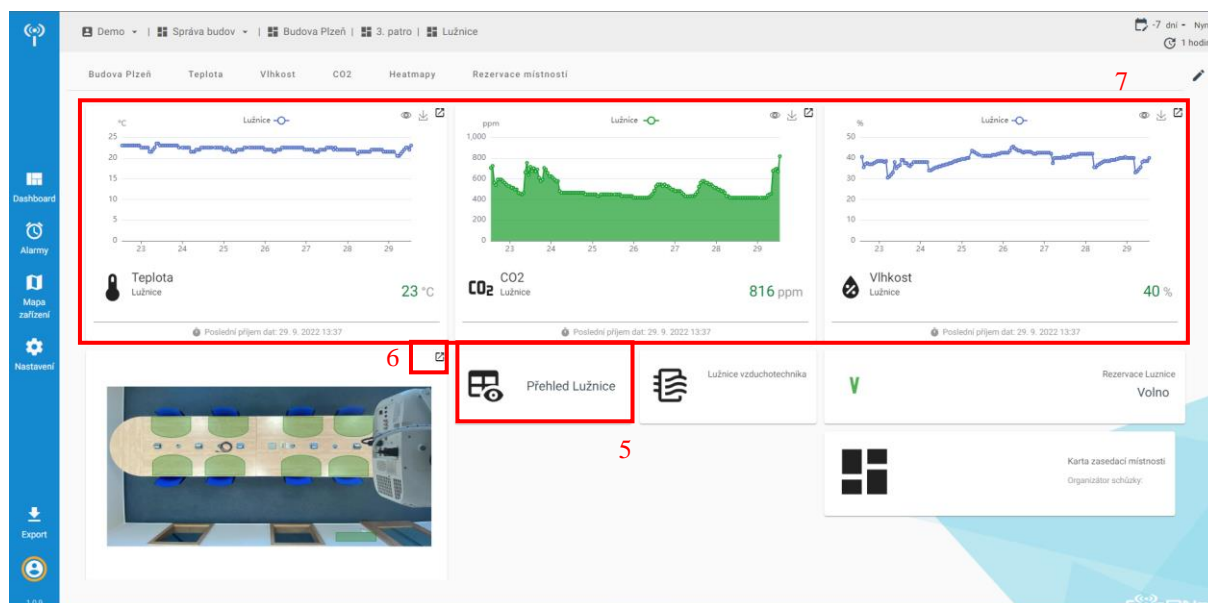 Demo | Správa budov | Budova Plzeň | 3. patro | Lužnice
-7 dní Nyn
1 hodin
Budova Plzeň Teplota Vlhkost CO2 Heatmapy Rezervace místností
7
Dashboard
Alarmy
Mapa
zařízení
Nastavení
Export
1.0.9
°C Lužnice
25
20
15
10
5
0
23 24 25 26 27 28 29
Teplota
Lužnice
23 °C
Poslední příjem dat: 29. 9. 2022 13:37
ppm Lužnice
1,000
800
600
400
200
0
23 24 25 26 27 28 29
CO2 CO2
Lužnice
816 ppm
Poslední příjem dat: 29. 9. 2022 13:37
% Lužnice
50
40
30
20
10
0
23 24 25 26 27 28 29
Vlhkost
Lužnice
40 %
Poslední příjem dat: 29. 9. 2022 13:37
6
Přehled Lužnice
5
Lužnice vzduchotechnika
V
Rezervace Luznice
Volno
Karta zasedací místnosti
Organizátor schůzky: